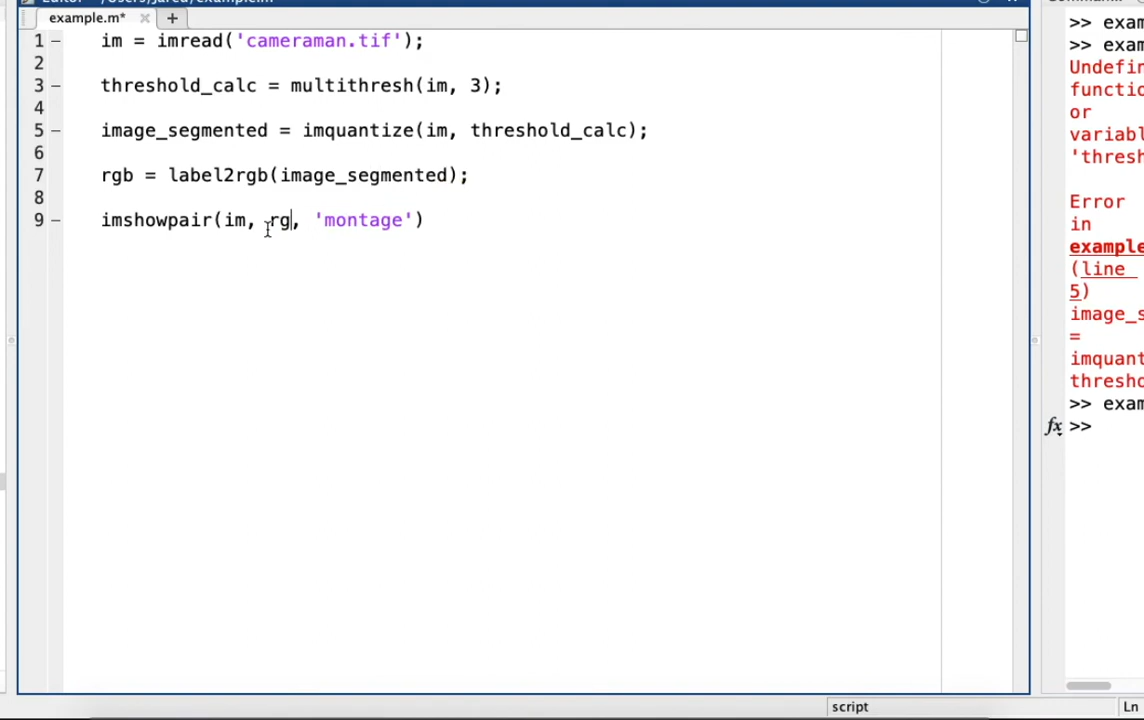 example.m*
1 – im = imread('cameraman.tif');
2
3 – threshold_calc = multithresh(im, 3);
4
5 – image_segmented = imquantize(im, threshold_calc);
6
7 – rgb = label2rgb(image_segmented);
8
9 – imshowpair(im, rg, 'montage')
>> exam
>> exam
Undefin
functio
or
variabl
'thresh
Error
in
example
(line
5)
image_s
=
imquant
thresho
>> exam
fx >>
script
Ln